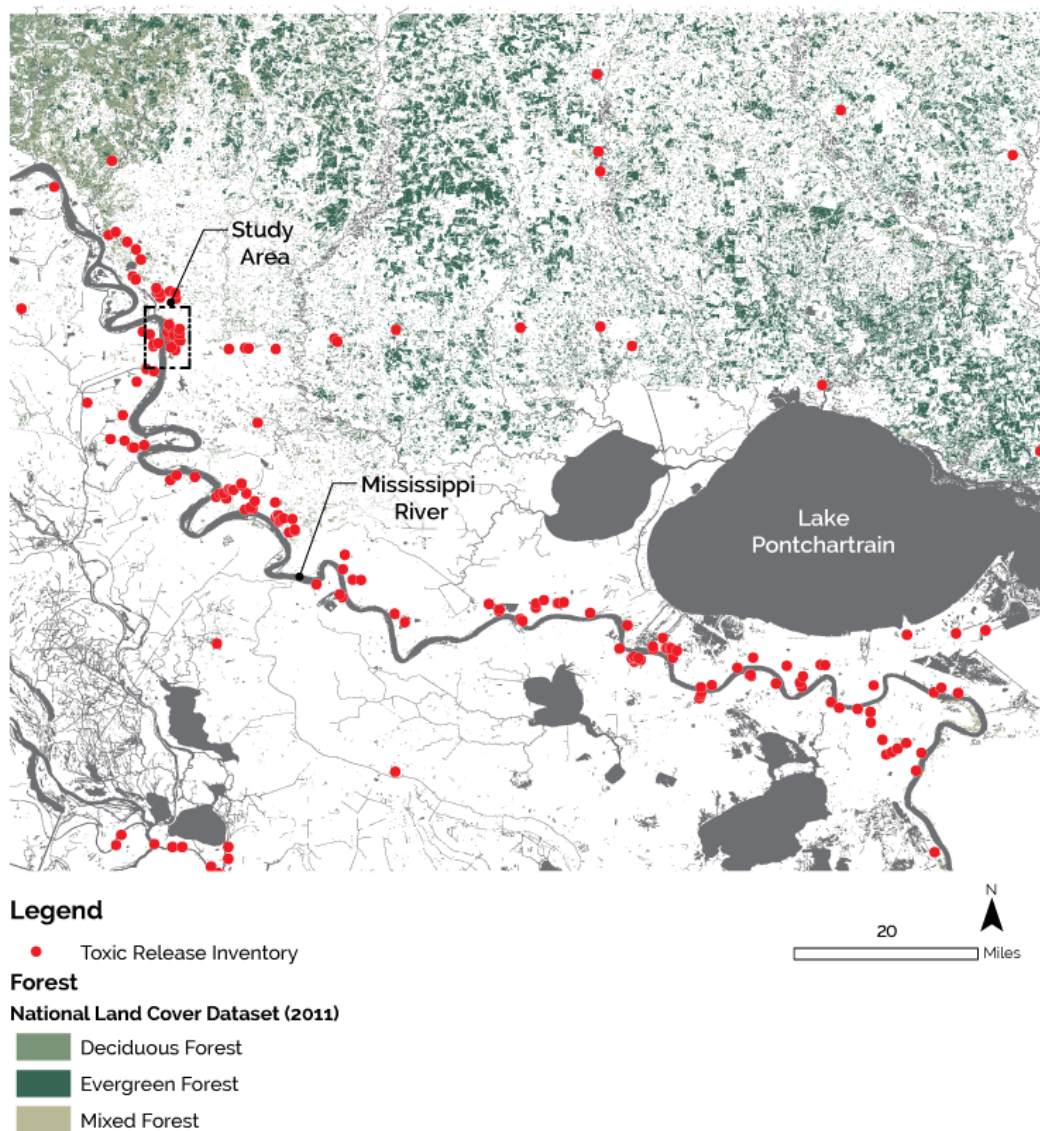 Study
Area
Mississippi
River
Lake
Pontchartrain
Legend
N
20
Miles
Toxic Release Inventory
Forest
National Land Cover Dataset (2011)
Deciduous Forest
Evergreen Forest
Mixed Forest